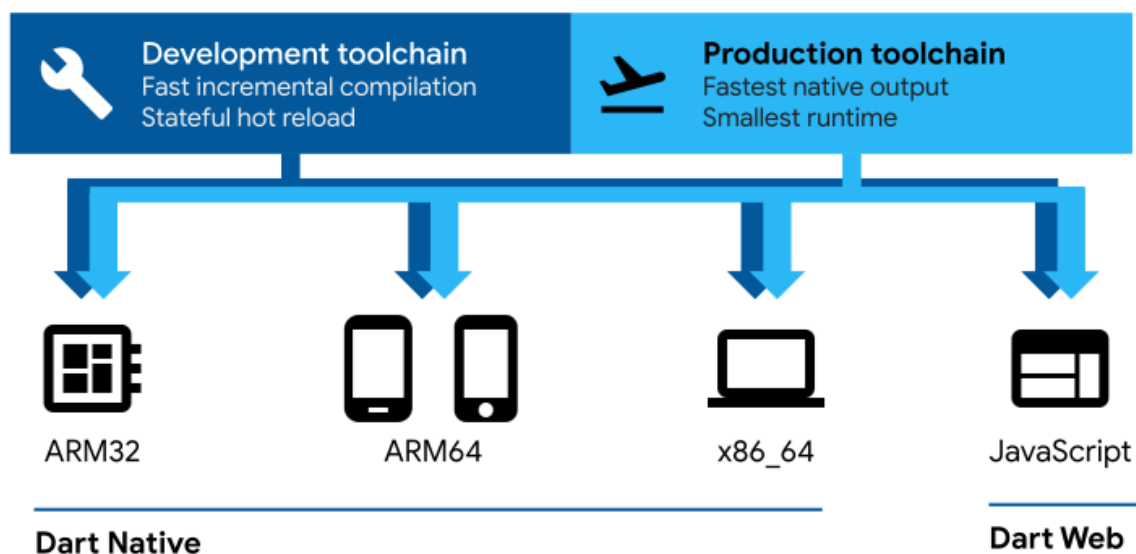 Development toolchain
Fast incremental compilation
Stateful hot reload
Production toolchain
Fastest native output
Smallest runtime
ARM32
ARM64
x86_64
JavaScript
Dart Native
Dart Web